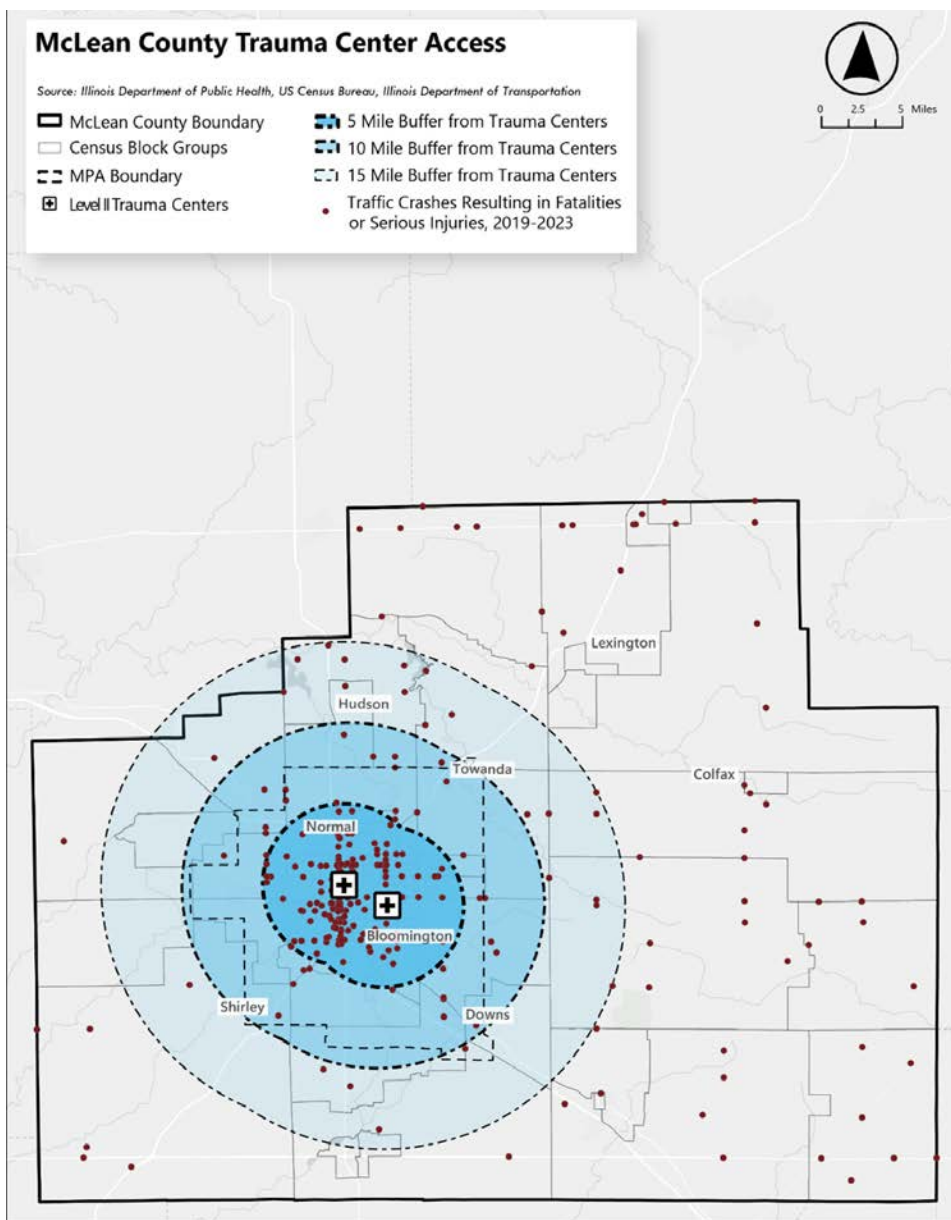 McLean County Trauma Center Access
Source: Illinois Department of Public Health, US Census Bureau, Illinois Department of Transportation
McLean County Boundary
Census Block Groups
MPA Boundary
Level II Trauma Centers
5 Mile Buffer from Trauma Centers
10 Mile Buffer from Trauma Centers
15 Mile Buffer from Trauma Centers
Traffic Crashes Resulting in Fatalities
or Serious Injuries, 2019-2023
0 2.5 5 Miles
Lexington
Hudson
Towanda
Colfax
Normal
Bloomington
Shirley
Downs